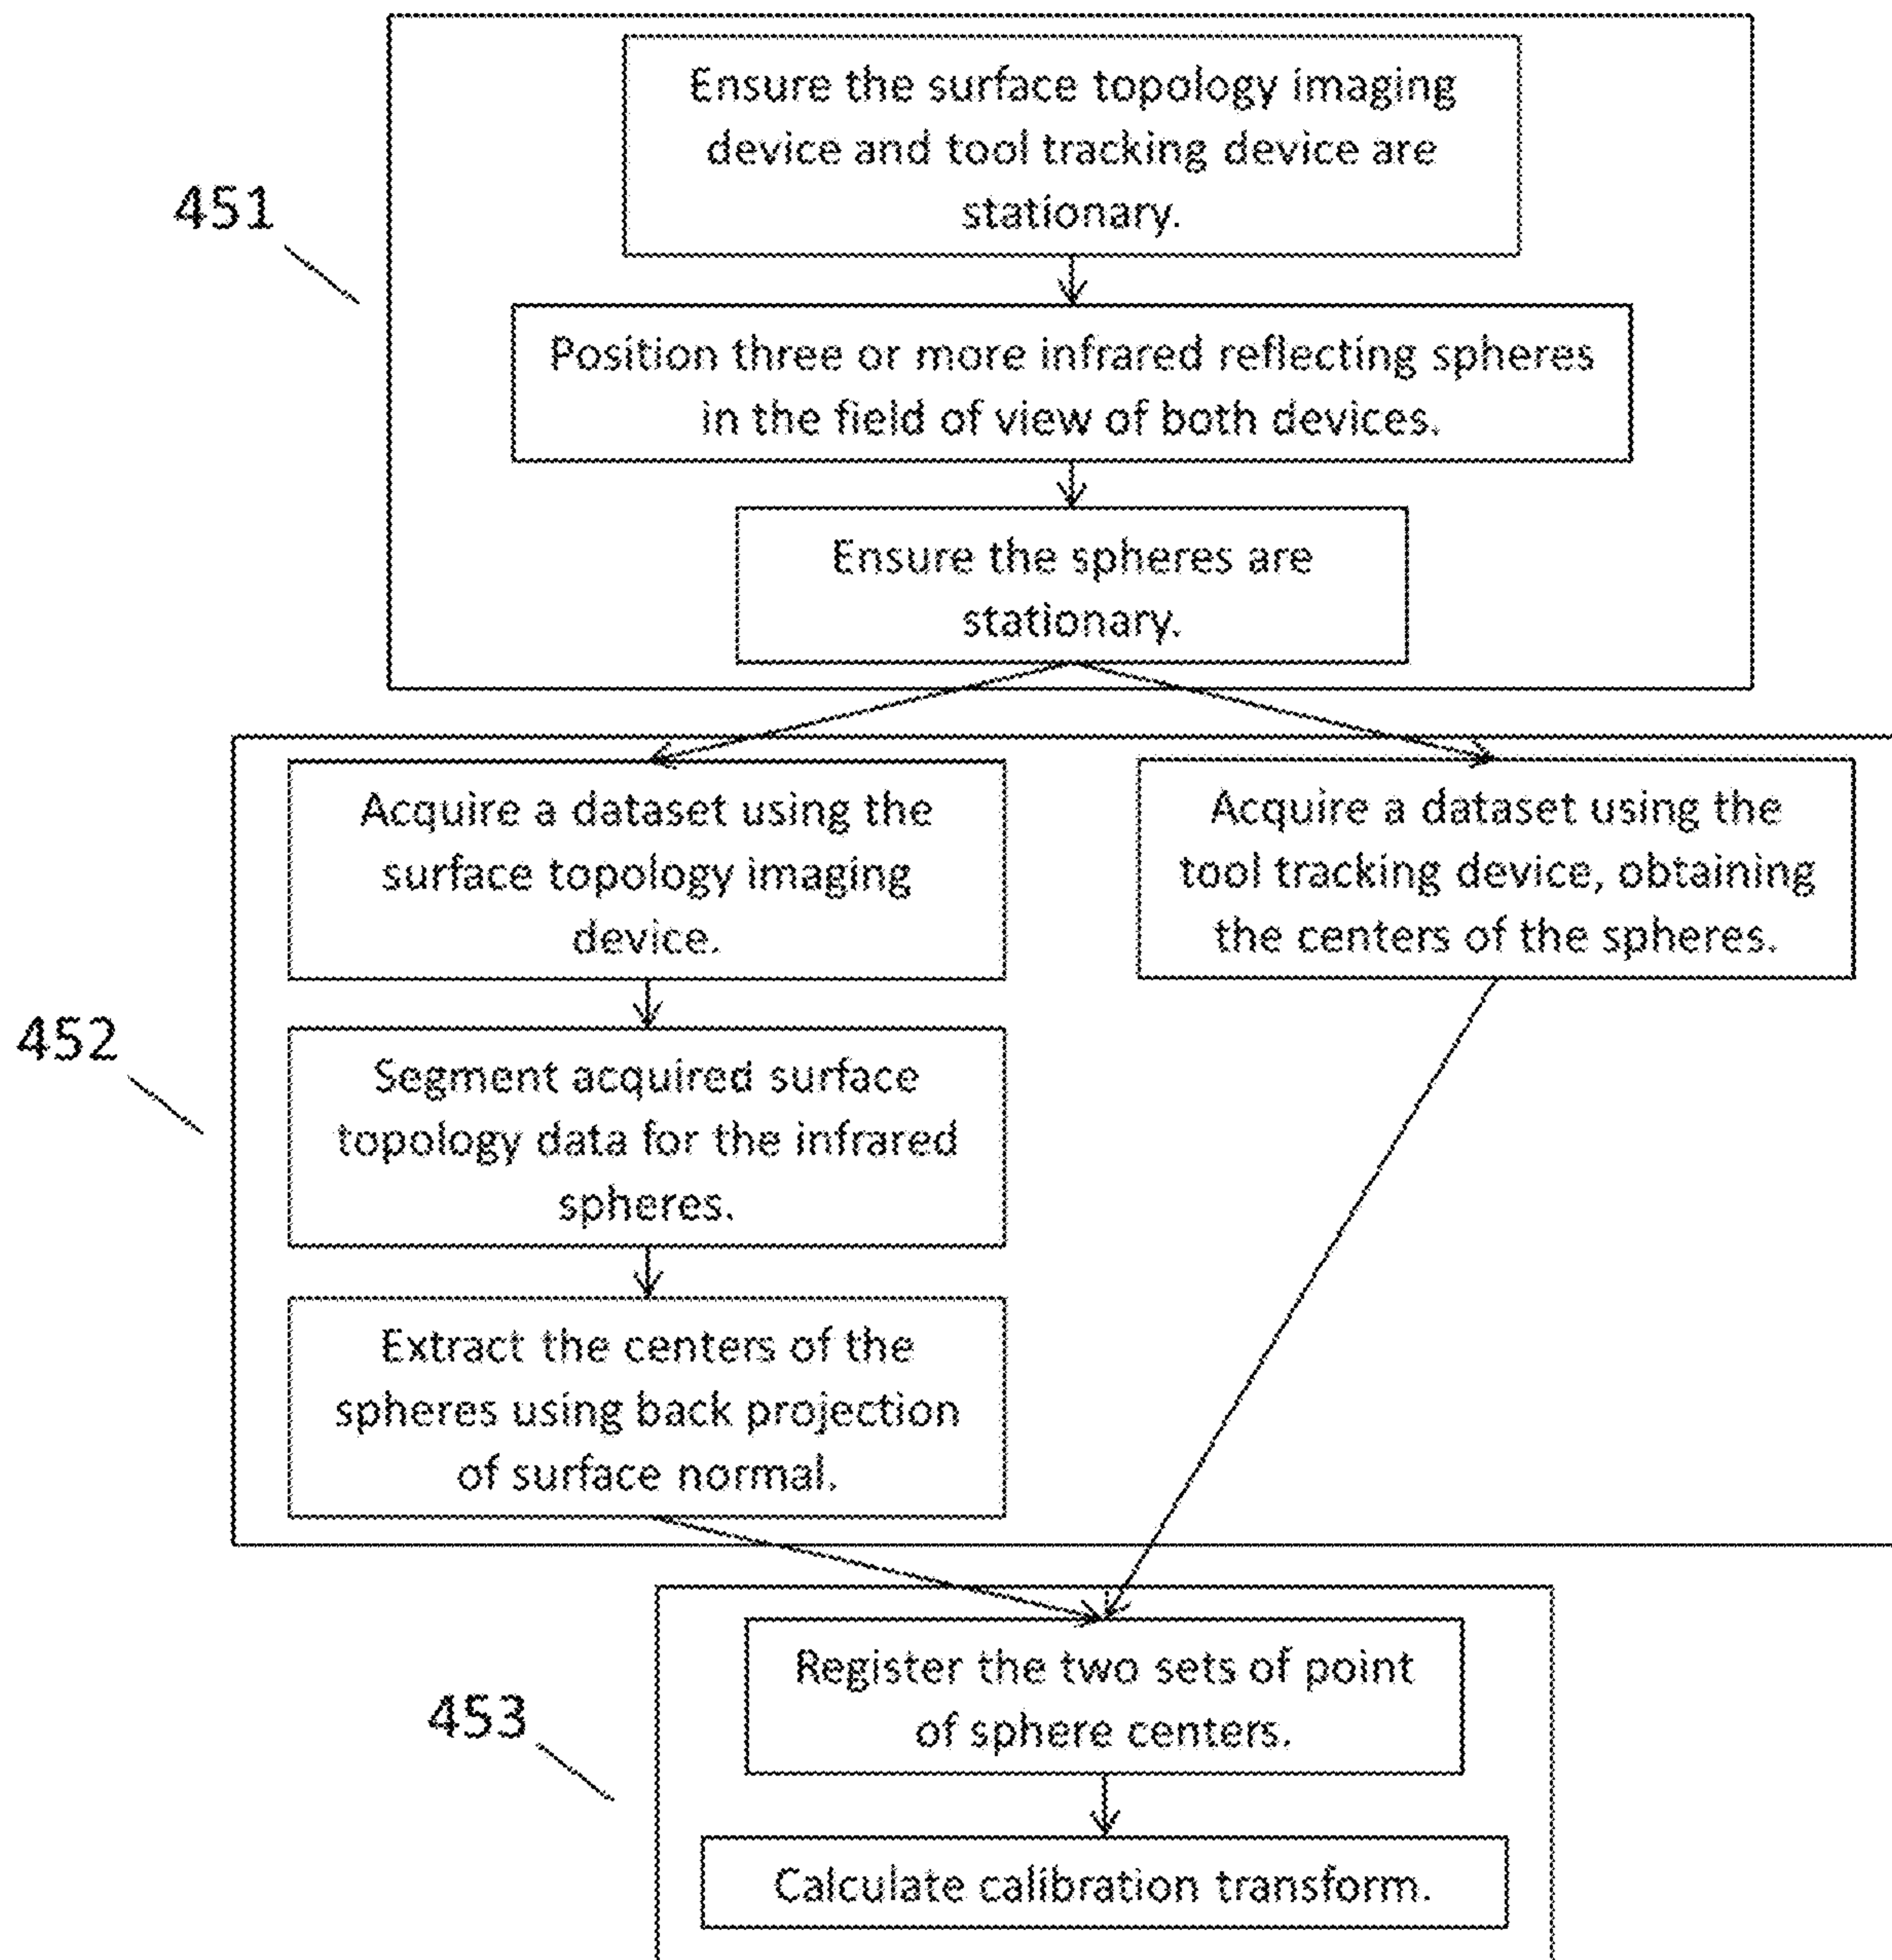 451
Ensure the surface topology imaging
device and tool tracking device are
stationary.
Position three or more infrared reflecting spheres
in the field of view of both devices.
Ensure the spheres are
stationary.
452
Acquire a dataset using the
surface topology imaging
device.
Acquire a dataset using the
tool tracking device, obtaining
the centers of the spheres.
Segment acquired surface
topology data for the infrared
spheres.
Extract the centers of the
spheres using back projection
of surface normal.
453
Register the two sets of point
of sphere centers.
Calculate calibration transform.